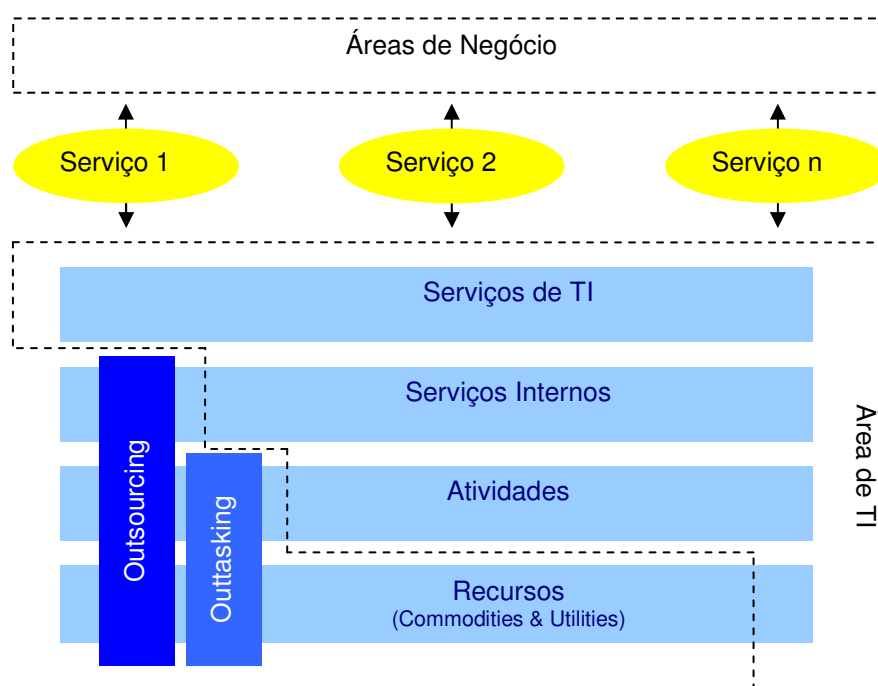 Áreas de Negócio
Serviço 1
Serviço 2
Serviço n
Serviços de TI
Serviços Internos
Atividades
Recursos
(Commodities & Utilities)
Outsourcing
Outtasking
Área de TI